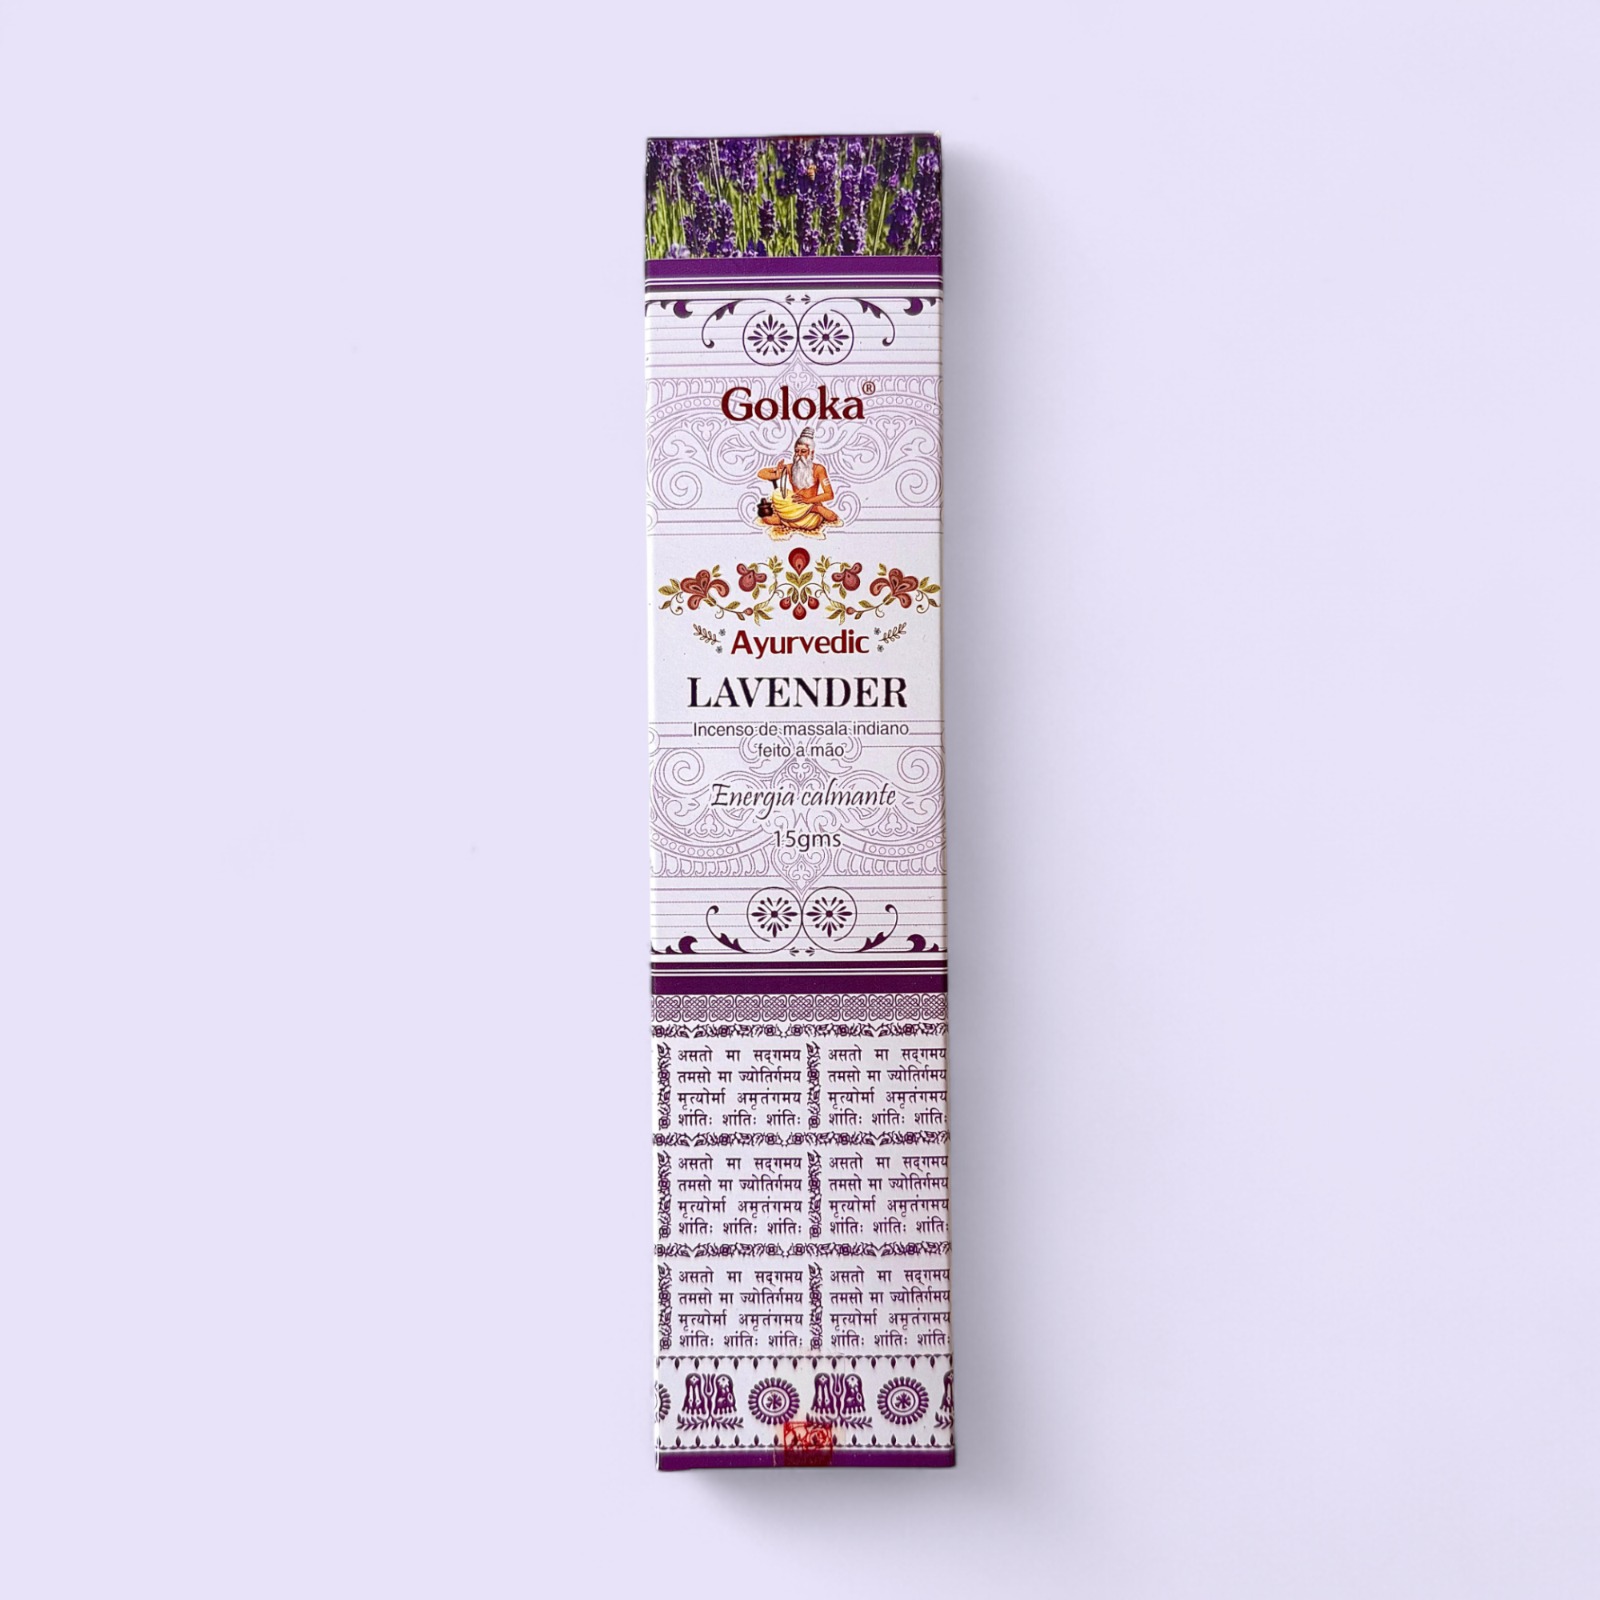 Goloka®
Ayurvedic
LAVENDER
Incenso de massala indiano
feito à mão
Energia calmante
15gms
असतो मा सद्गमय असतो मा सद्गमय
तमसो मा ज्योतिर्गमय तमसो मा ज्योतिर्गमय
मृत्योर्मा अमृतंगमय मृत्योर्मा अमृतंगमय
शांतिः शांतिः शांतिः शांतिः शांतिः शांतिः
असतो मा सद्गमय असतो मा सद्गमय
तमसो मा ज्योतिर्गमय तमसो मा ज्योतिर्गमय
मृत्योर्मा अमृतंगमय मृत्योर्मा अमृतंगमय
शांतिः शांतिः शांतिः शांतिः शांतिः शांतिः
असतो मा सद्गमय असतो मा सद्गमय
तमसो मा ज्योतिर्गमय तमसो मा ज्योतिर्गमय
मृत्योर्मा अमृतंगमय मृत्योर्मा अमृतंगमय
शांतिः शांतिः शांतिः शांतिः शांतिः शांतिः